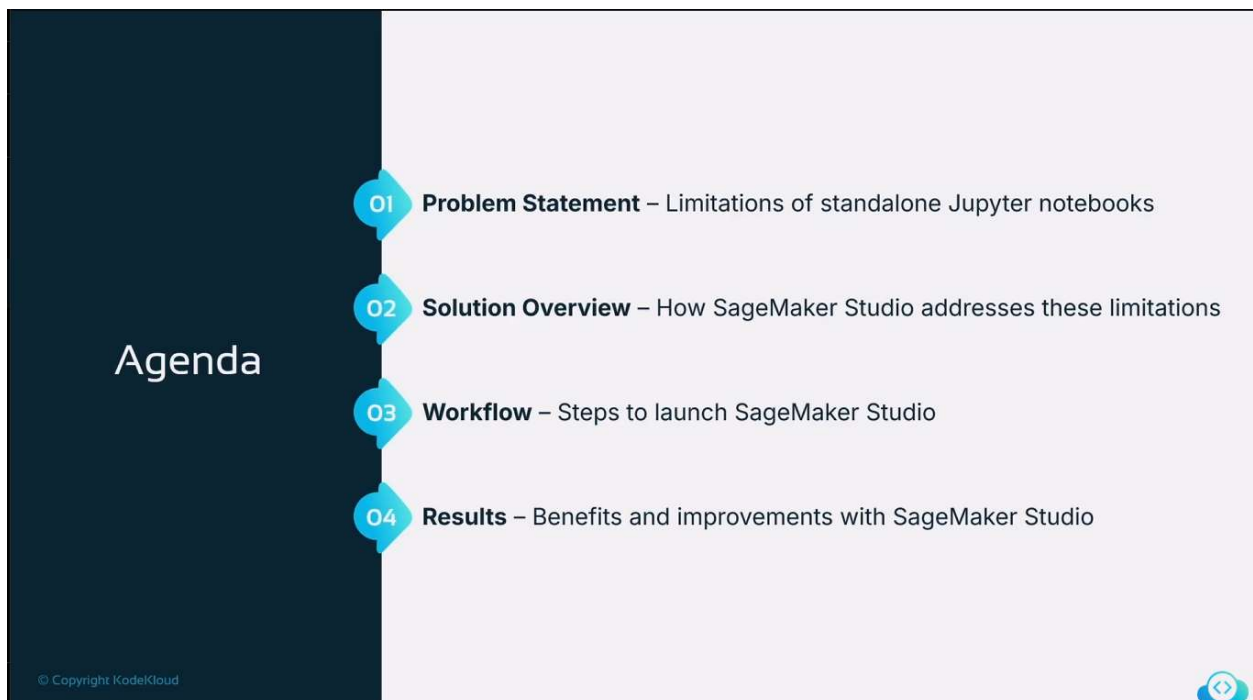 Agenda
01 Problem Statement – Limitations of standalone Jupyter notebooks
02 Solution Overview – How SageMaker Studio addresses these limitations
03 Workflow – Steps to launch SageMaker Studio
04 Results – Benefits and improvements with SageMaker Studio
© Copyright KodeKloud